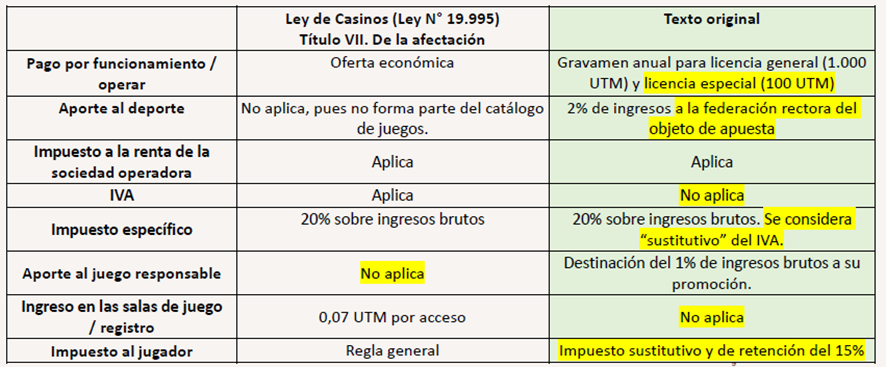 Ley de Casinos (Ley N° 19.995)
Título VII. De la afectación
Texto original
Pago por funcionamiento /
operar
Oferta económica
Gravamen anual para licencia general (1.000
UTM) y licencia especial (100 UTM)
Aporte al deporte
No aplica, pues no forma parte del catálogo
de juegos.
2% de ingresos a la federación rectora del
objeto de apuesta
Impuesto a la renta de la
sociedad operadora
Aplica
Aplica
IVA
Aplica
No aplica
Impuesto específico
20% sobre ingresos brutos
20% sobre ingresos brutos. Se considera
“sustitutivo” del IVA.
Aporte al juego responsable
No aplica
Destinación del 1% de ingresos brutos a su
promoción.
Ingreso en las salas de juego
/ registro
0,07 UTM por acceso
No aplica
Impuesto al jugador
Regla general
Impuesto sustitutivo y de retención del 15%